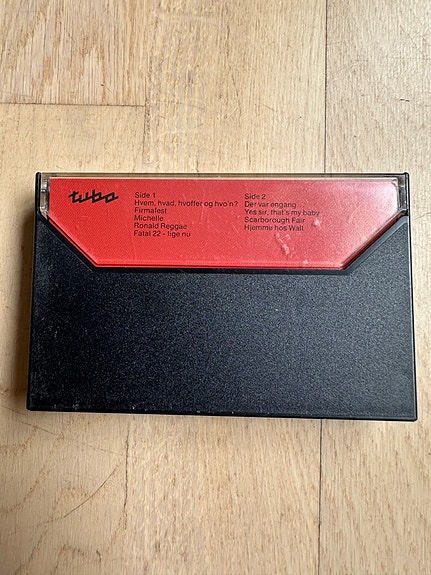 tuba
Side 1
Hvem, hvad, hvoffer og hvo'n?
Firmafest
Michelle
Ronald Reggae
Fatal 22 - lige nu
Side 2
Der var engang ...
Yes sir, that's my baby
Scarborough Fair
Hjemme hos Walt